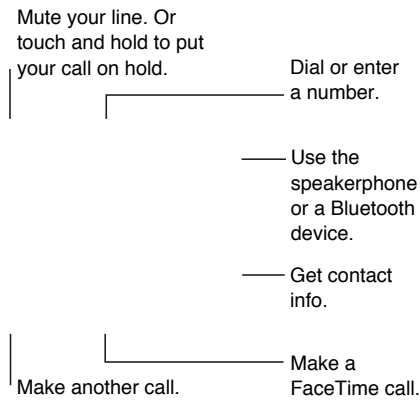 Mute your line. Or
touch and hold to put
your call on hold.
Dial or enter
a number.
Use the
speakerphone
or a Bluetooth
device.
Get contact
info.
Make another call.
Make a
FaceTime call.